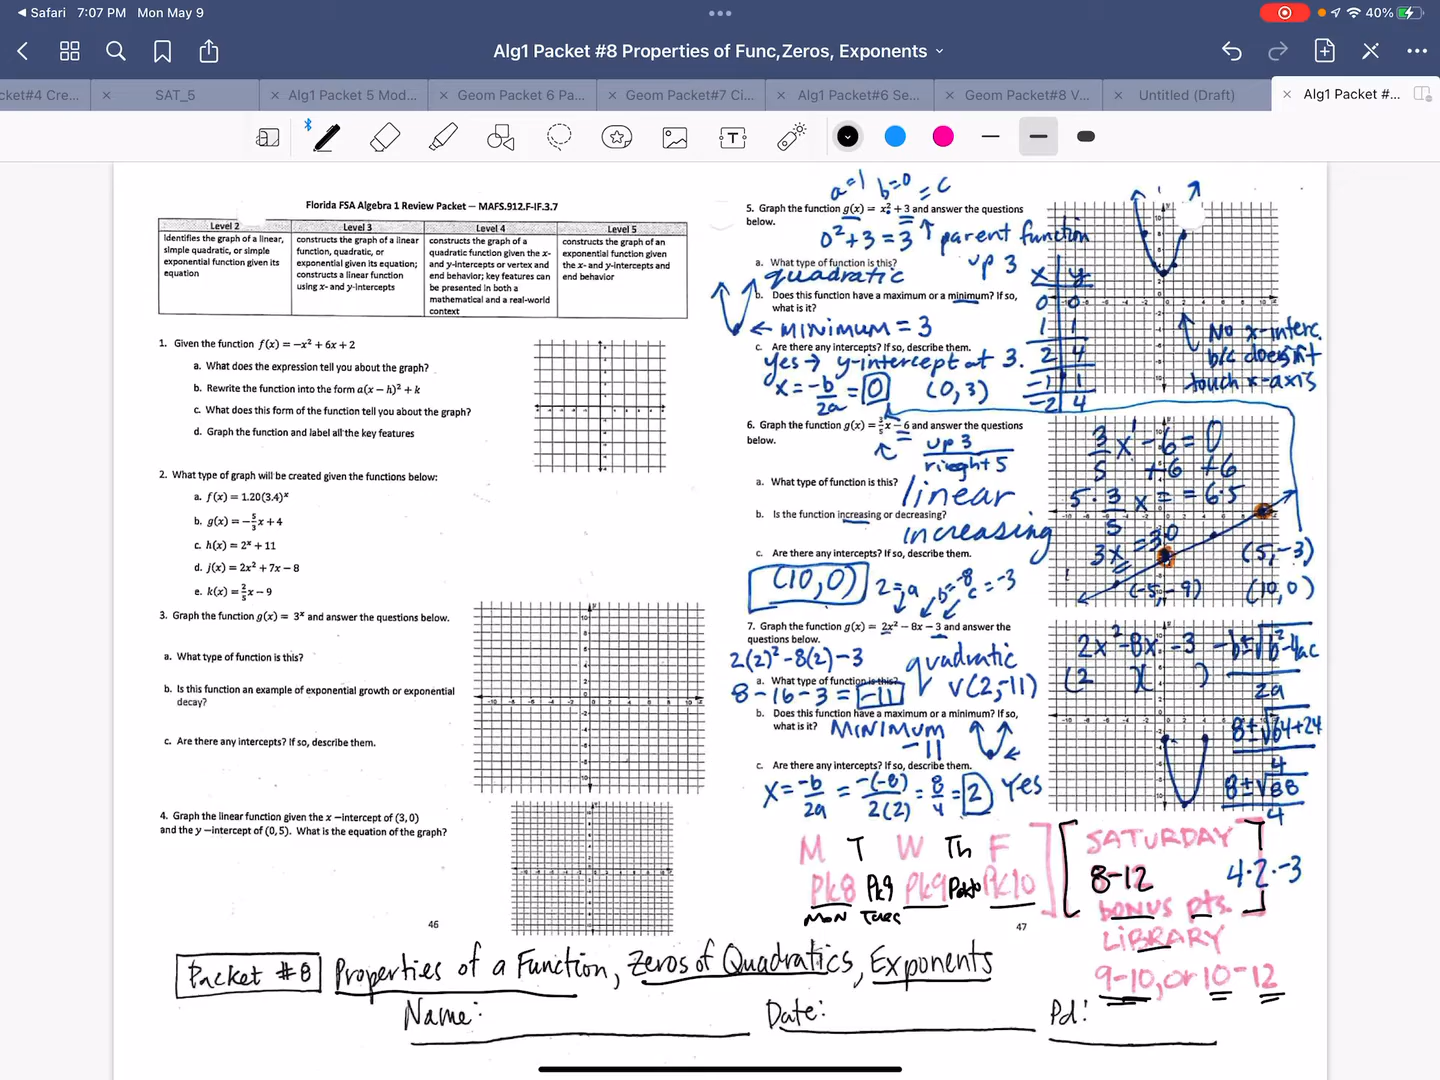 Safari 7:07 PM Mon May 9
40%
Alg1 Packet #8 Properties of Func,Zeros, Exponents
cket#4 Cre...
SAT_5
Alg1 Packet 5 Mod...
Geom Packet 6 Pa...
Geom Packet#7 Ci...
Alg1 Packet#6 Se...
Geom Packet#8 V...
Untitled (Draft)
Alg1 Packet #...
Florida FSA Algebra 1 Review Packet – MAFS.912.F-IF.3.7
Level 2
Identifies the graph of a linear,
simple quadratic, or simple
exponential function given its
equation
Level 3
constructs the graph of a linear
function, quadratic, or
exponential given its equation;
constructs a linear function
using x- and y-intercepts
Level 4
constructs the graph of a
quadratic function given the x-
and y-intercepts or vertex and
end behavior; key features can
be presented in both a
mathematical and a real-world
context
Level 5
constructs the graph of an
exponential function given
the x- and y-intercepts and
end behavior
1. Given the function f(x) = −x² + 6x + 2
a. What does the expression tell you about the graph?
b. Rewrite the function into the form a(x − h)² + k
c. What does this form of the function tell you about the graph?
d. Graph the function and label all the key features
2. What type of graph will be created given the functions below:
a. f(x) = 1.20(3.4)ˣ
b. g(x) = −5/3x + 4
c. h(x) = 2ˣ + 11
d. j(x) = 2x² + 7x − 8
e. k(x) = 2/5x − 9
3. Graph the function g(x) = 3ˣ and answer the questions below.
a. What type of function is this?
b. Is this function an example of exponential growth or exponential
decay?
c. Are there any intercepts? If so, describe them.
4. Graph the linear function given the x −intercept of (3, 0)
and the y −intercept of (0, 5). What is the equation of the graph?
46
a=1 b=0 = c
5. Graph the function g(x) = x² + 3 and answer the questions
below.
0²+3=3 ↑ parent function
up 3
a. What type of function is this?
quadratic
b. Does this function have a maximum or a minimum? If so,
what is it?
← MINIMUM = 3
c. Are there any intercepts? If so, describe them.
yes → y-intercept at 3.
x = -b/2a = 0 (0,3)
x y
0 0
1 1
2 4
-1 1
-2 4
No x-interc.
b/c doesn't
touch x-axis
6. Graph the function g(x) = 3/5x − 6 and answer the questions
below.
up 3
right 5
a. What type of function is this?
linear
b. Is the function increasing or decreasing?
increasing
c. Are there any intercepts? If so, describe them.
(10,0)
3/5 x - 6 = 0
+6 +6
5 · 3/5 x = = 6·5
3x = 30
(5,-3)
(-5,-9) (10,0)
2=a b=-8 c=-3
7. Graph the function g(x) = 2x² − 8x − 3 and answer the
questions below.
2(2)²-8(2)-3 quadratic
a. What type of function is this?
8-16-3 = -11 V(2,-11)
b. Does this function have a maximum or a minimum? If so,
what is it?
MINIMUM
-11
c. Are there any intercepts? If so, describe them.
x = -b/2a = -(-8)/2(2) = 8/4 = 2 Yes
2x²-8x-3
(2 )( )
-b±√b²-4ac
2a
8±√64+24
4
8±√88
4
4·2·-3
M T W Th F
Pk8 Pk9 Pk9 Pk10 Pk10
Mon Tues
SATURDAY
8-12
bonus pts.
LIBRARY
9-10, or 10-12
47
Packet #8 Properties of a Function, Zeros of Quadratics, Exponents
Name: Date: Pd: